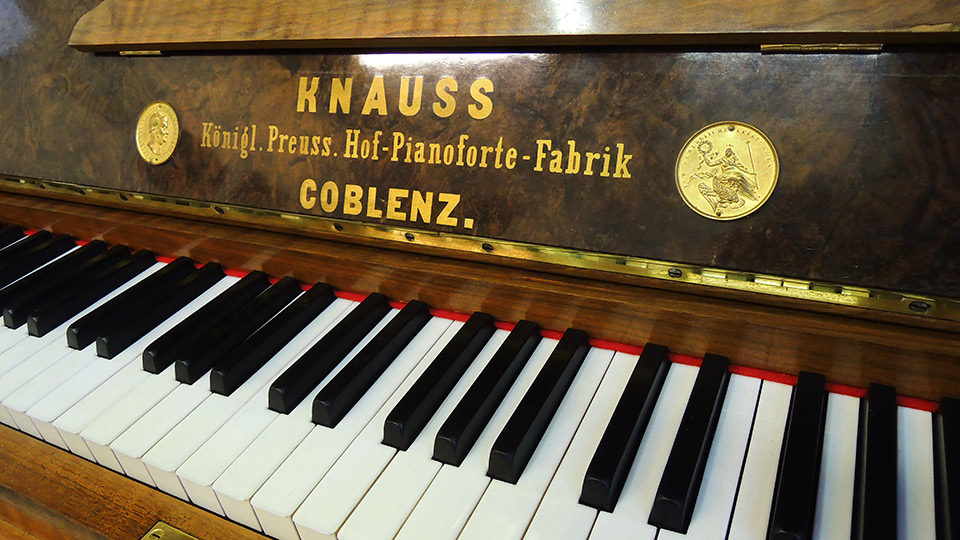 KNAUSS
Königl. Preuss. Hof-Pianoforte-Fabrik
COBLENZ.